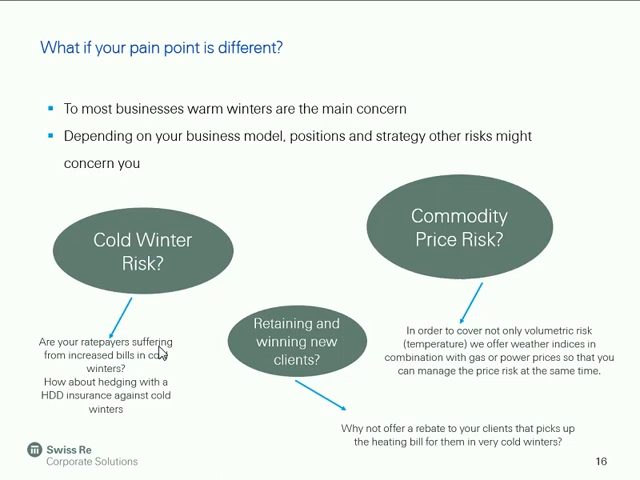 What if your pain point is different?
To most businesses warm winters are the main concern
Depending on your business model, positions and strategy other risks might
concern you
Cold Winter
Risk?
Commodity
Price Risk?
Retaining and
winning new
clients?
Are your ratepayers suffering
from increased bills in cold
winters?
How about hedging with a
HDD insurance against cold
winters
In order to cover not only volumetric risk
(temperature) we offer weather indices in
combination with gas or power prices so that you
can manage the price risk at the same time.
Why not offer a rebate to your clients that picks up
the heating bill for them in very cold winters?
Swiss Re
Corporate Solutions
16